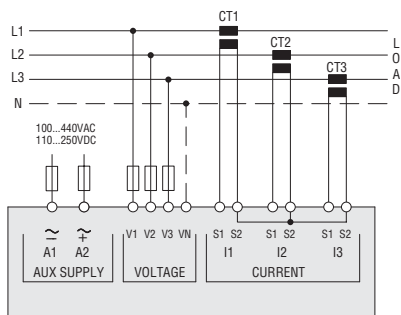 CT1
L1
CT2
L2
CT3
L3
N
LOAD
100...440VAC
110...250VDC
V1 V2 V3 VN
S1 S2 S1 S2 S1 S2
A1 A2
I1 I2 I3
AUX SUPPLY VOLTAGE CURRENT